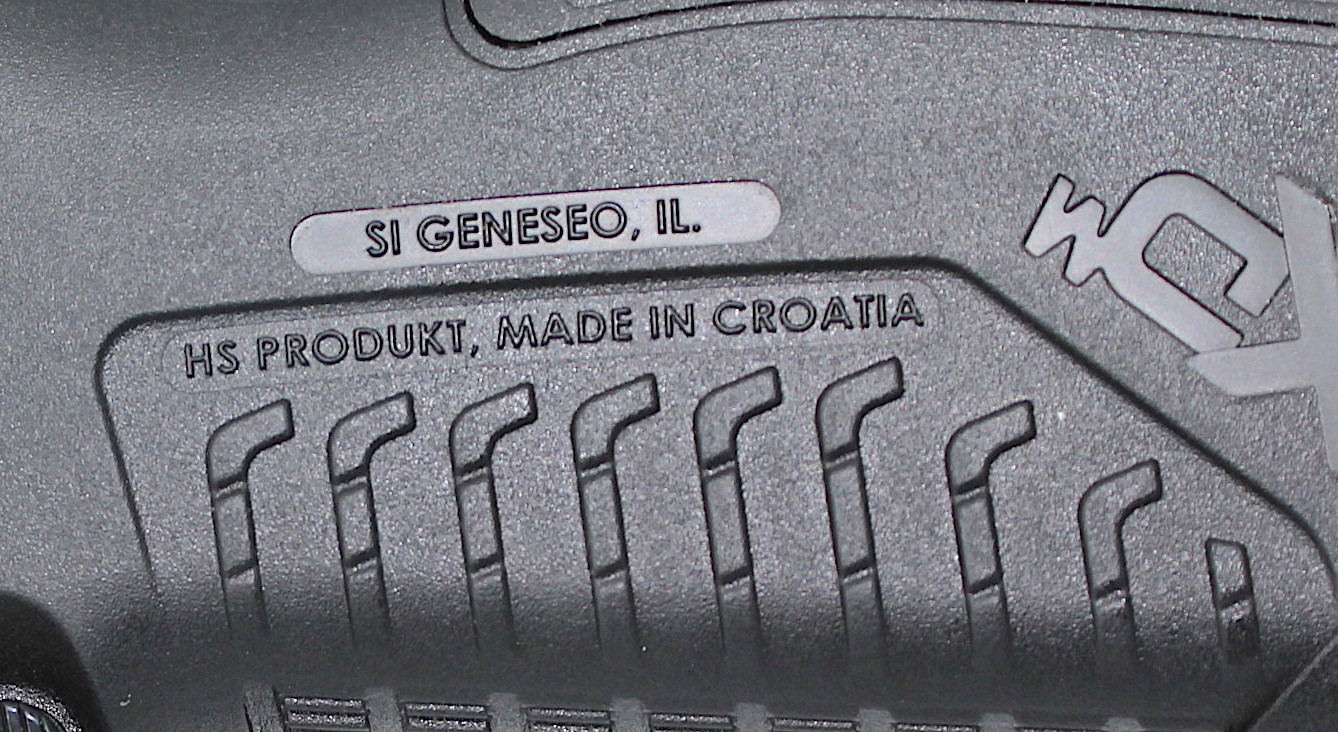 SI GENESEO, IL.
HS PRODUKT, MADE IN CROATIA